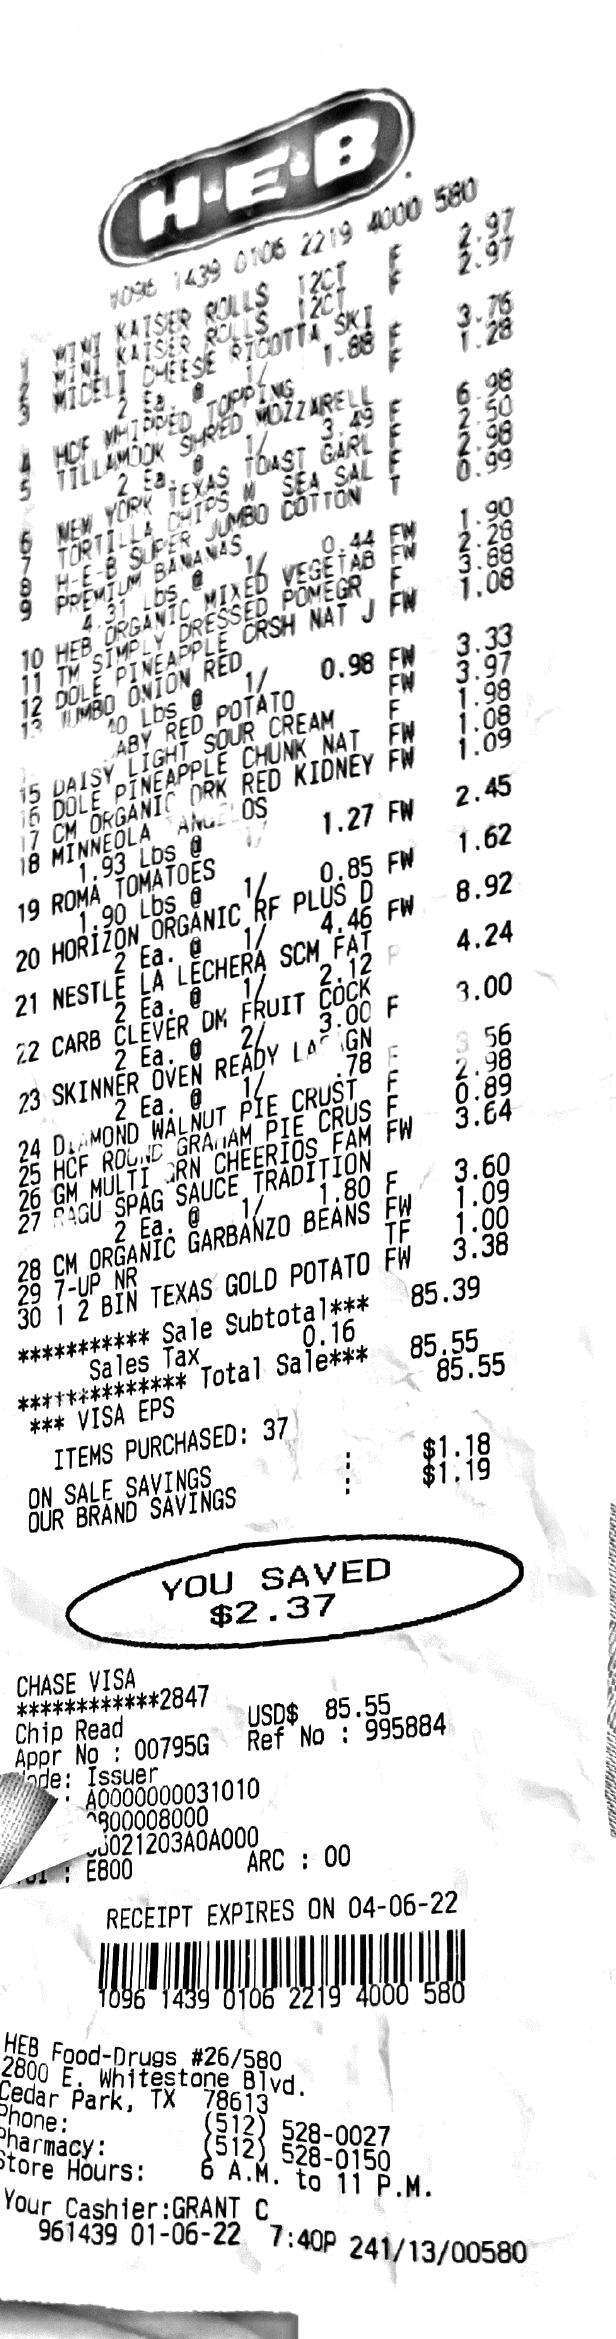 H-E-B
1096 1439 0106 2219 4000 580
1 MINI KAISER ROLLS 12CT F 2.97
2 MINI KAISER ROLLS 12CT F 2.97
3 MICELI CHEESE RICOTTA SKI
2 Ea. @ 1/ 1.88 F 3.76
4 HCF WHIPPED TOPPING F 1.28
5 TILLAMOOK SHRED MOZZARELL
2 Ea. @ 1/ 3.49 F 6.98
6 NEW YORK TEXAS TOAST GARL F 2.50
7 TORTILLA CHIPS W SEA SAL F 2.98
8 H-E-B SUPER JUMBO COTTON T 0.99
9 PREMIUM BANANAS
4.31 Lbs @ 1/ 0.44 FW 1.90
10 HEB ORGANIC MIXED VEGETAB FW 2.28
11 TM SIMPLY DRESSED POMEGR F 3.88
12 DOLE PINEAPPLE CRSH NAT J FW 1.08
13 JUMBO ONION RED
40 Lbs @ 1/ 0.98 FW 3.33
ABY RED POTATO FW 3.97
15 DAISY LIGHT SOUR CREAM F 1.98
16 DOLE PINEAPPLE CHUNK NAT FW 1.08
17 CM ORGANIC DRK RED KIDNEY FW 1.09
18 MINNEOLA ANGELOS
1.93 Lbs @ 1/ 1.27 FW 2.45
19 ROMA TOMATOES
1.90 Lbs @ 1/ 0.85 FW 1.62
20 HORIZON ORGANIC RF PLUS D
2 Ea. @ 1/ 4.46 FW 8.92
21 NESTLE LA LECHERA SCM FAT
2 Ea. @ 1/ 2.12 F 4.24
22 CARB CLEVER DM FRUIT COCK
2 Ea. @ 2/ 3.00 F 3.00
23 SKINNER OVEN READY LASAGN
2 Ea. @ 1/ .78 F 3.56
24 DIAMOND WALNUT PIE CRUST F 2.98
25 HCF ROUND GRAHAM PIE CRUS F 0.89
26 GM MULTI GRN CHEERIOS FAM FW 3.64
27 RAGU SPAG SAUCE TRADITION
2 Ea. @ 1/ 1.80 F 3.60
28 CM ORGANIC GARBANZO BEANS FW 1.09
29 7-UP NR TF 1.00
30 1 2 BIN TEXAS GOLD POTATO FW 3.38
*********** Sale Subtotal*** 85.39
Sales Tax 0.16
************** Total Sale*** 85.55
*** VISA EPS 85.55
ITEMS PURCHASED: 37
ON SALE SAVINGS : $1.18
OUR BRAND SAVINGS : $1.19
YOU SAVED
$2.37
CHASE VISA
************2847
Chip Read USD$ 85.55
Appr No : 00795G Ref No : 995884
ode: Issuer
: A0000000031010
0800008000
021203A0A000
: E800 ARC : 00
RECEIPT EXPIRES ON 04-06-22
1096 1439 0106 2219 4000 580
HEB Food-Drugs #26/580
2800 E. Whitestone Blvd.
Cedar Park, TX 78613
Phone: (512) 528-0027
Pharmacy: (512) 528-0150
Store Hours: 6 A.M. to 11 P.M.
Your Cashier:GRANT C
961439 01-06-22 7:40P 241/13/00580